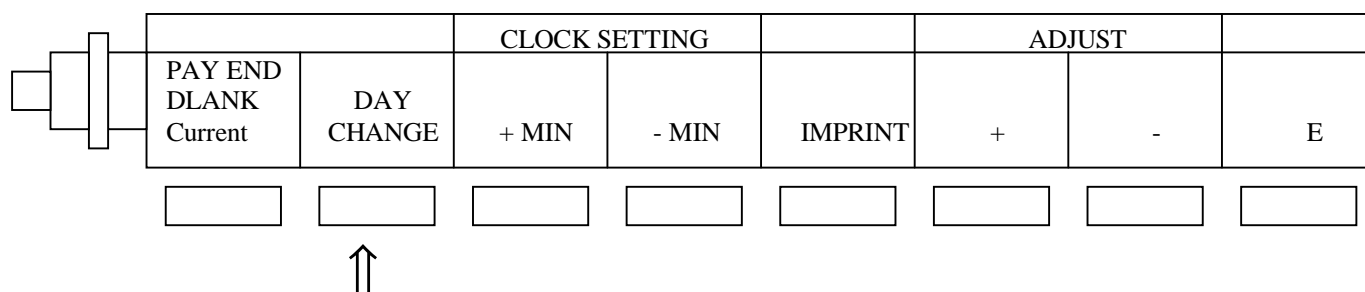 CLOCK SETTING
ADJUST
PAY END
DLANK
Current
DAY
CHANGE
+ MIN
- MIN
IMPRINT
+
-
E